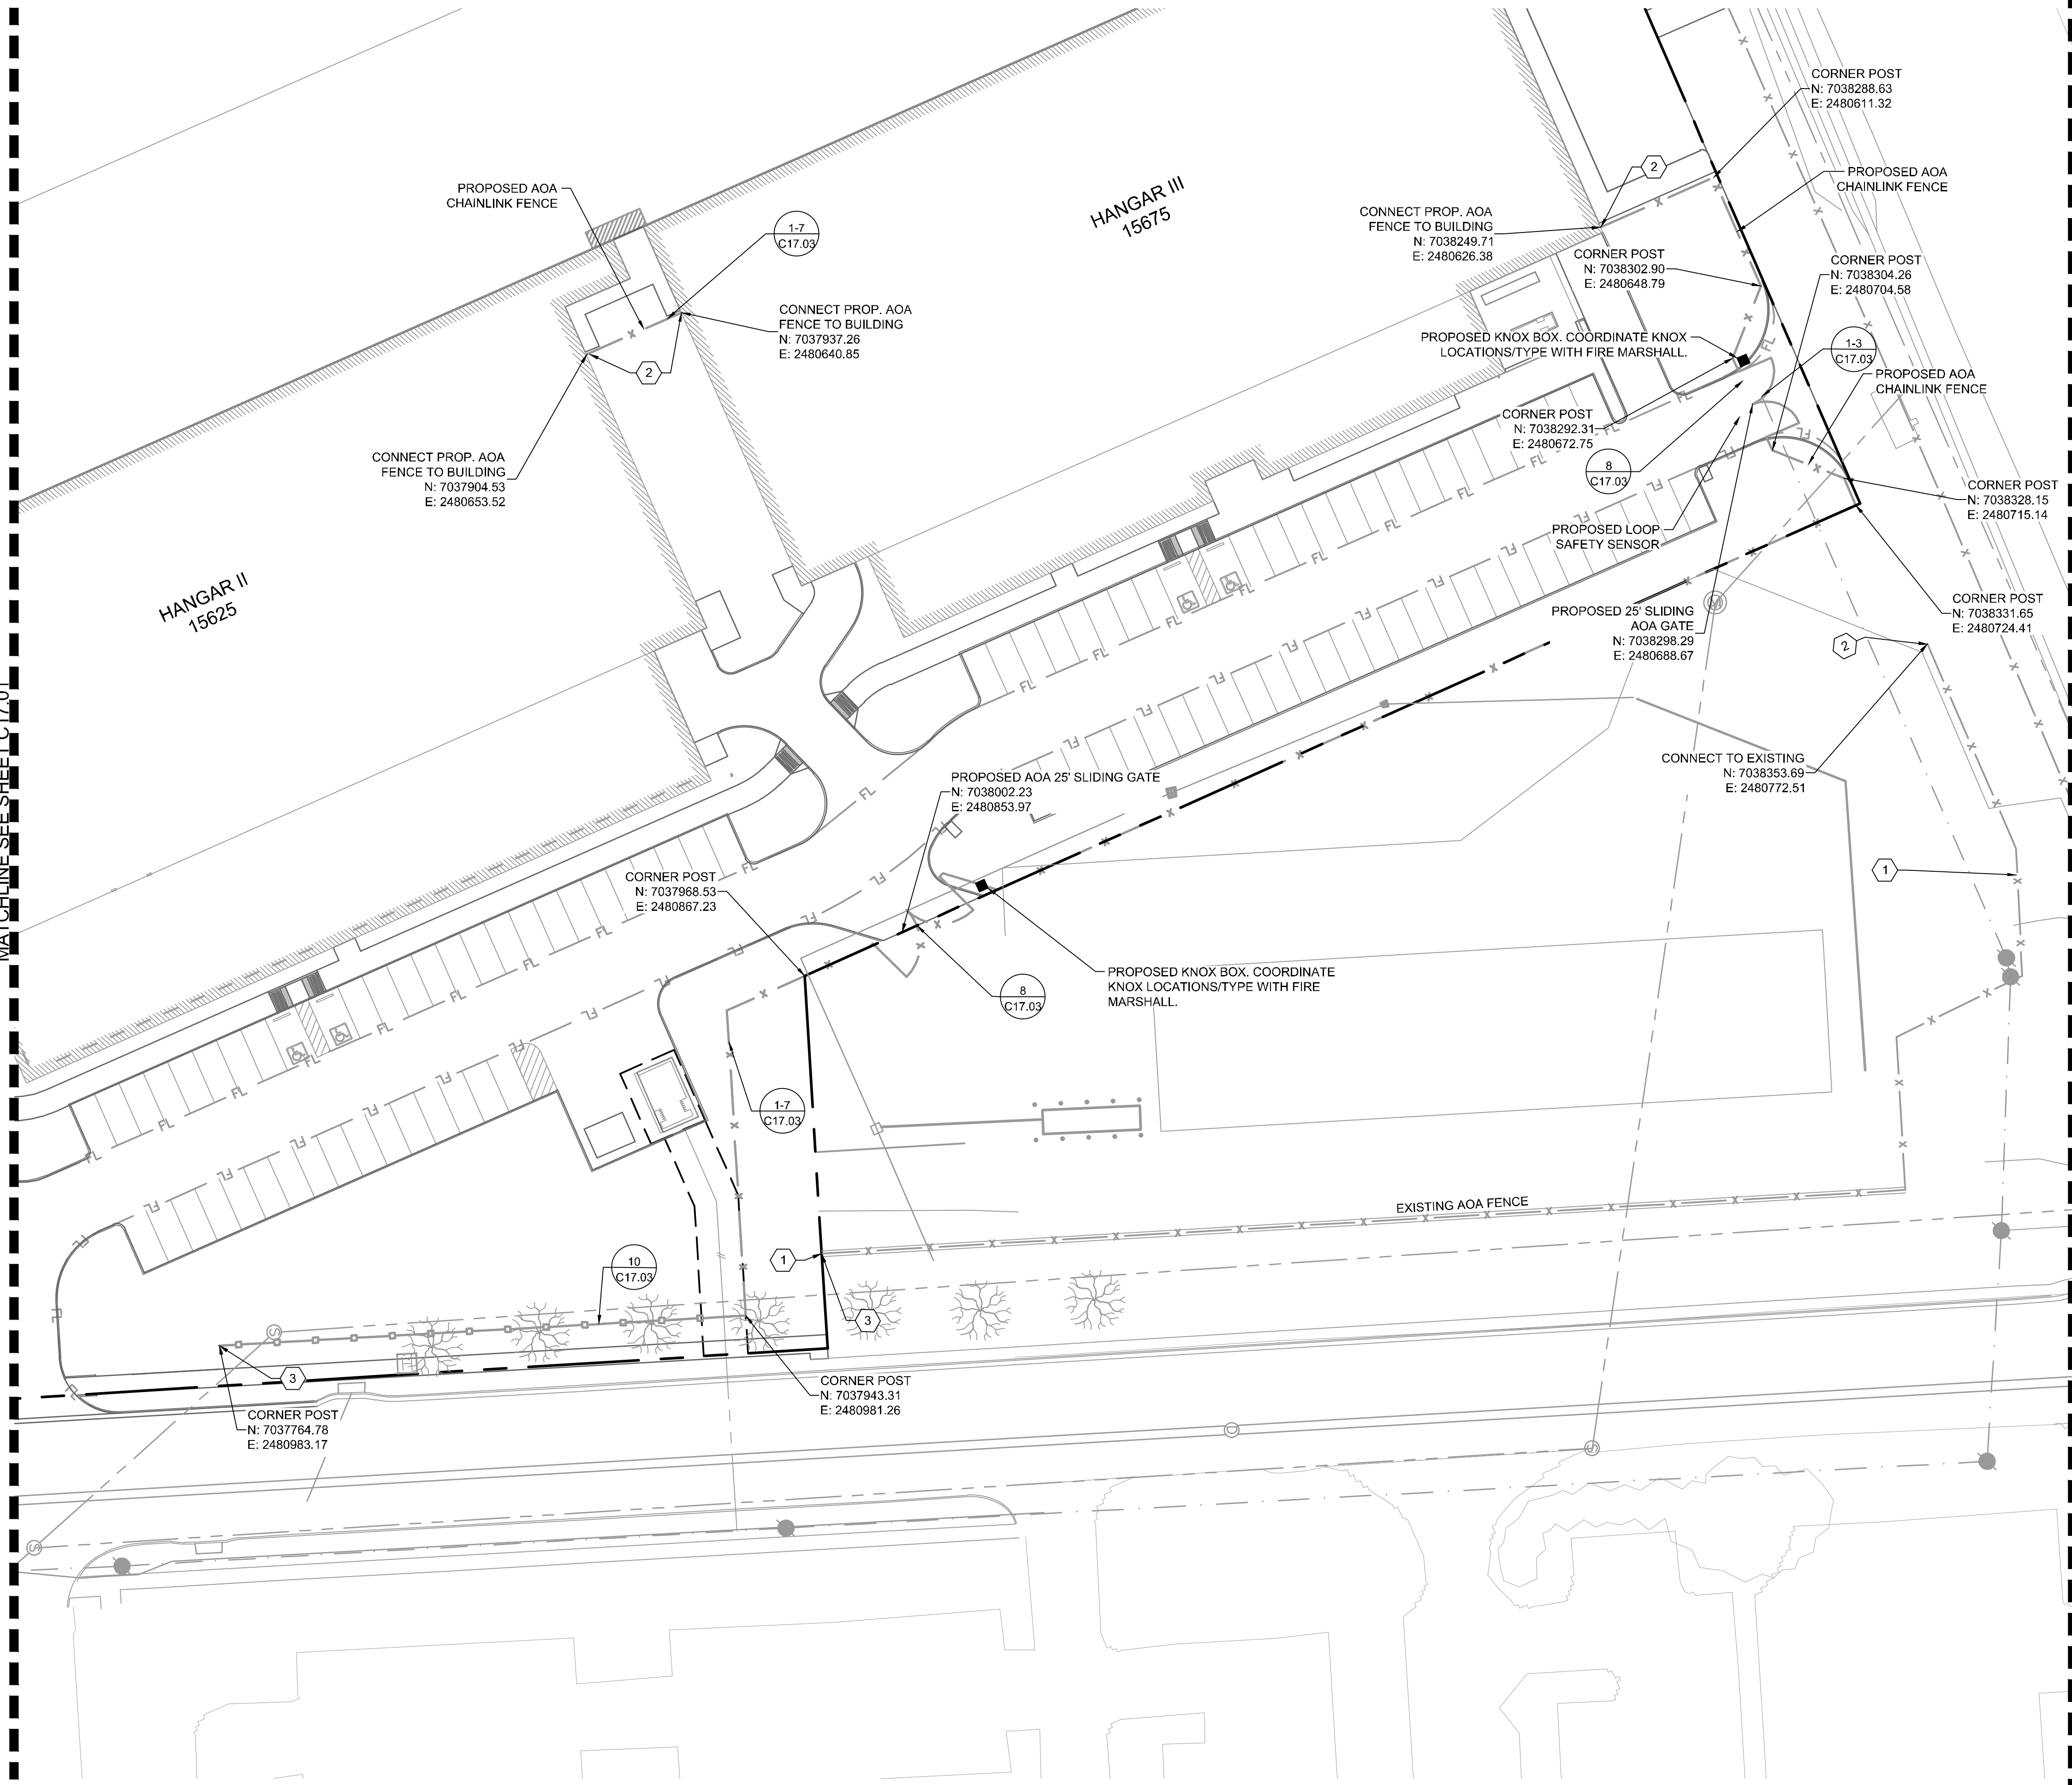 CORNER POST
N: 7038288.63
E: 2480611.32
PROPOSED AOA
CHAINLINK FENCE
1-7
C17.03
HANGAR III
15675
2
PROPOSED AOA
CHAINLINK FENCE
CONNECT PROP. AOA
FENCE TO BUILDING
N: 7038249.71
E: 2480626.38
CORNER POST
N: 7038302.90
E: 2480648.79
CORNER POST
N: 7038304.26
E: 2480704.58
CONNECT PROP. AOA
FENCE TO BUILDING
N: 7037937.26
E: 2480640.85
2
PROPOSED KNOX BOX. COORDINATE KNOX
LOCATIONS/TYPE WITH FIRE MARSHALL.
1-3
C17.03
PROPOSED AOA
CHAINLINK FENCE
CORNER POST
N: 7038292.31
E: 2480672.75
CONNECT PROP. AOA
FENCE TO BUILDING
N: 7037904.53
E: 2480653.52
8
C17.03
CORNER POST
N: 7038328.15
E: 2480715.14
PROPOSED LOOP
SAFETY SENSOR
HANGAR II
15625
CORNER POST
N: 7038331.65
E: 2480724.41
PROPOSED 25' SLIDING
AOA GATE
N: 7038298.29
E: 2480688.67
2
MATCHLINE SEE SHEET C17.01
CONNECT TO EXISTING
N: 7038353.69
E: 2480772.51
PROPOSED AOA 25' SLIDING GATE
N: 7038002.23
E: 2480853.97
1
CORNER POST
N: 7037968.53
E: 2480867.23
PROPOSED KNOX BOX. COORDINATE
KNOX LOCATIONS/TYPE WITH FIRE
MARSHALL.
8
C17.03
1-7
C17.03
EXISTING AOA FENCE
10
C17.03
1
3
3
CORNER POST
N: 7037943.31
E: 2480981.26
CORNER POST
N: 7037764.78
E: 2480983.17